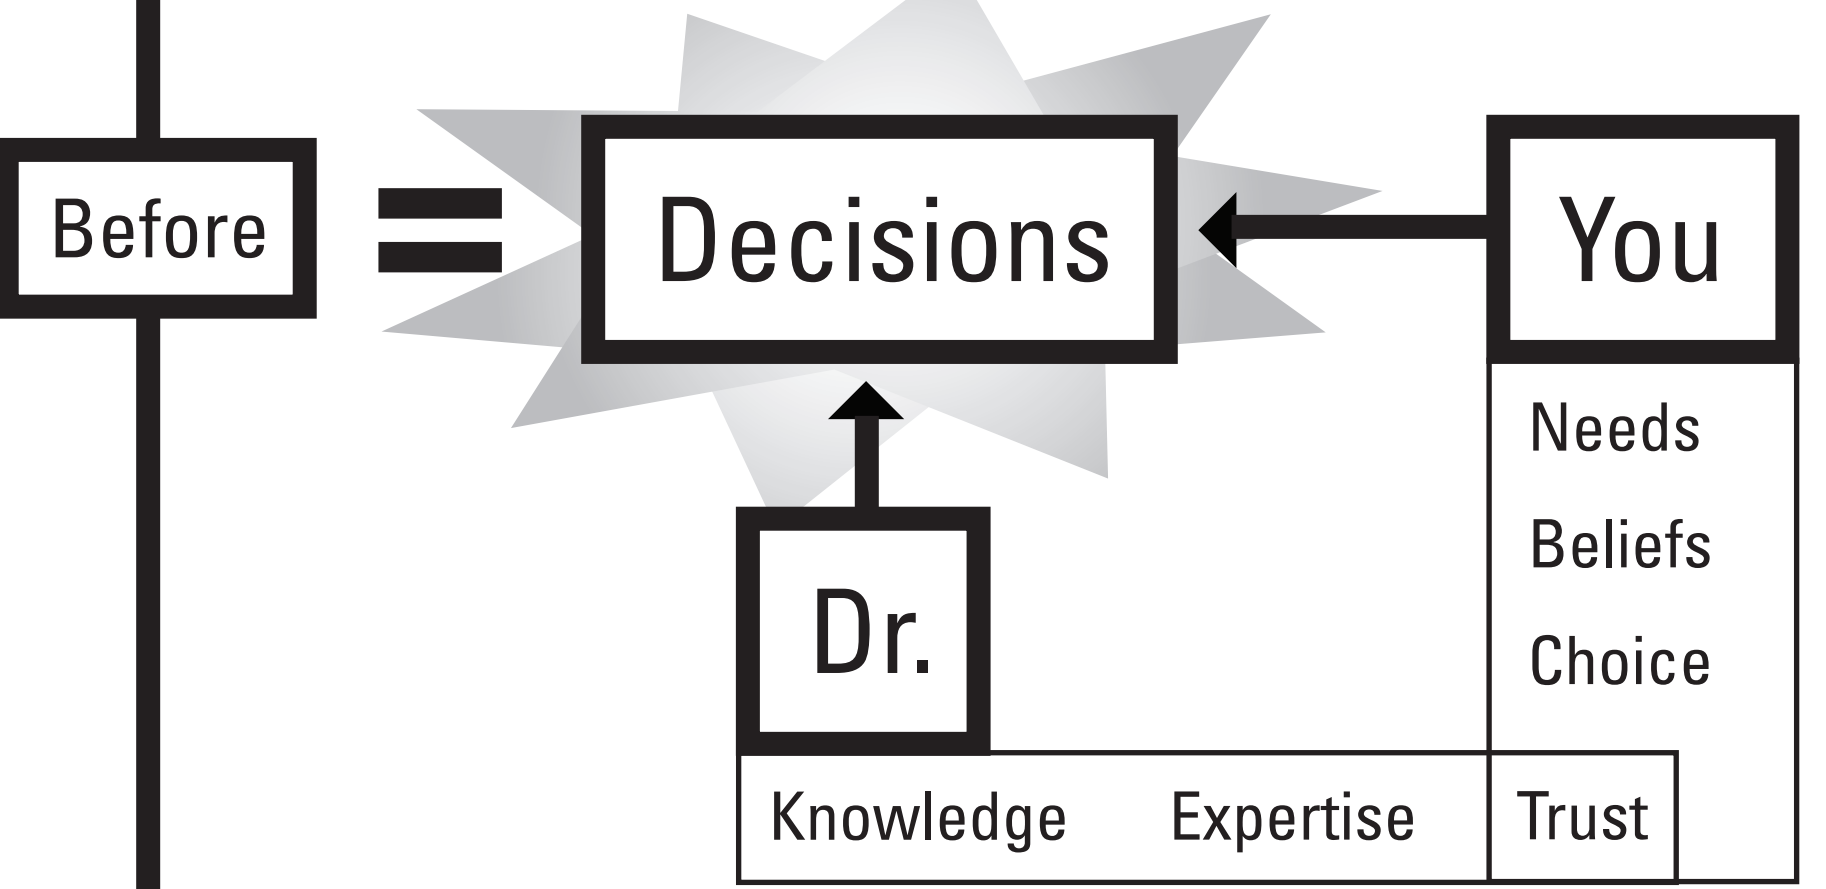 Before
Decisions
You
Needs
Beliefs
Choice
Dr.
Knowledge Expertise Trust